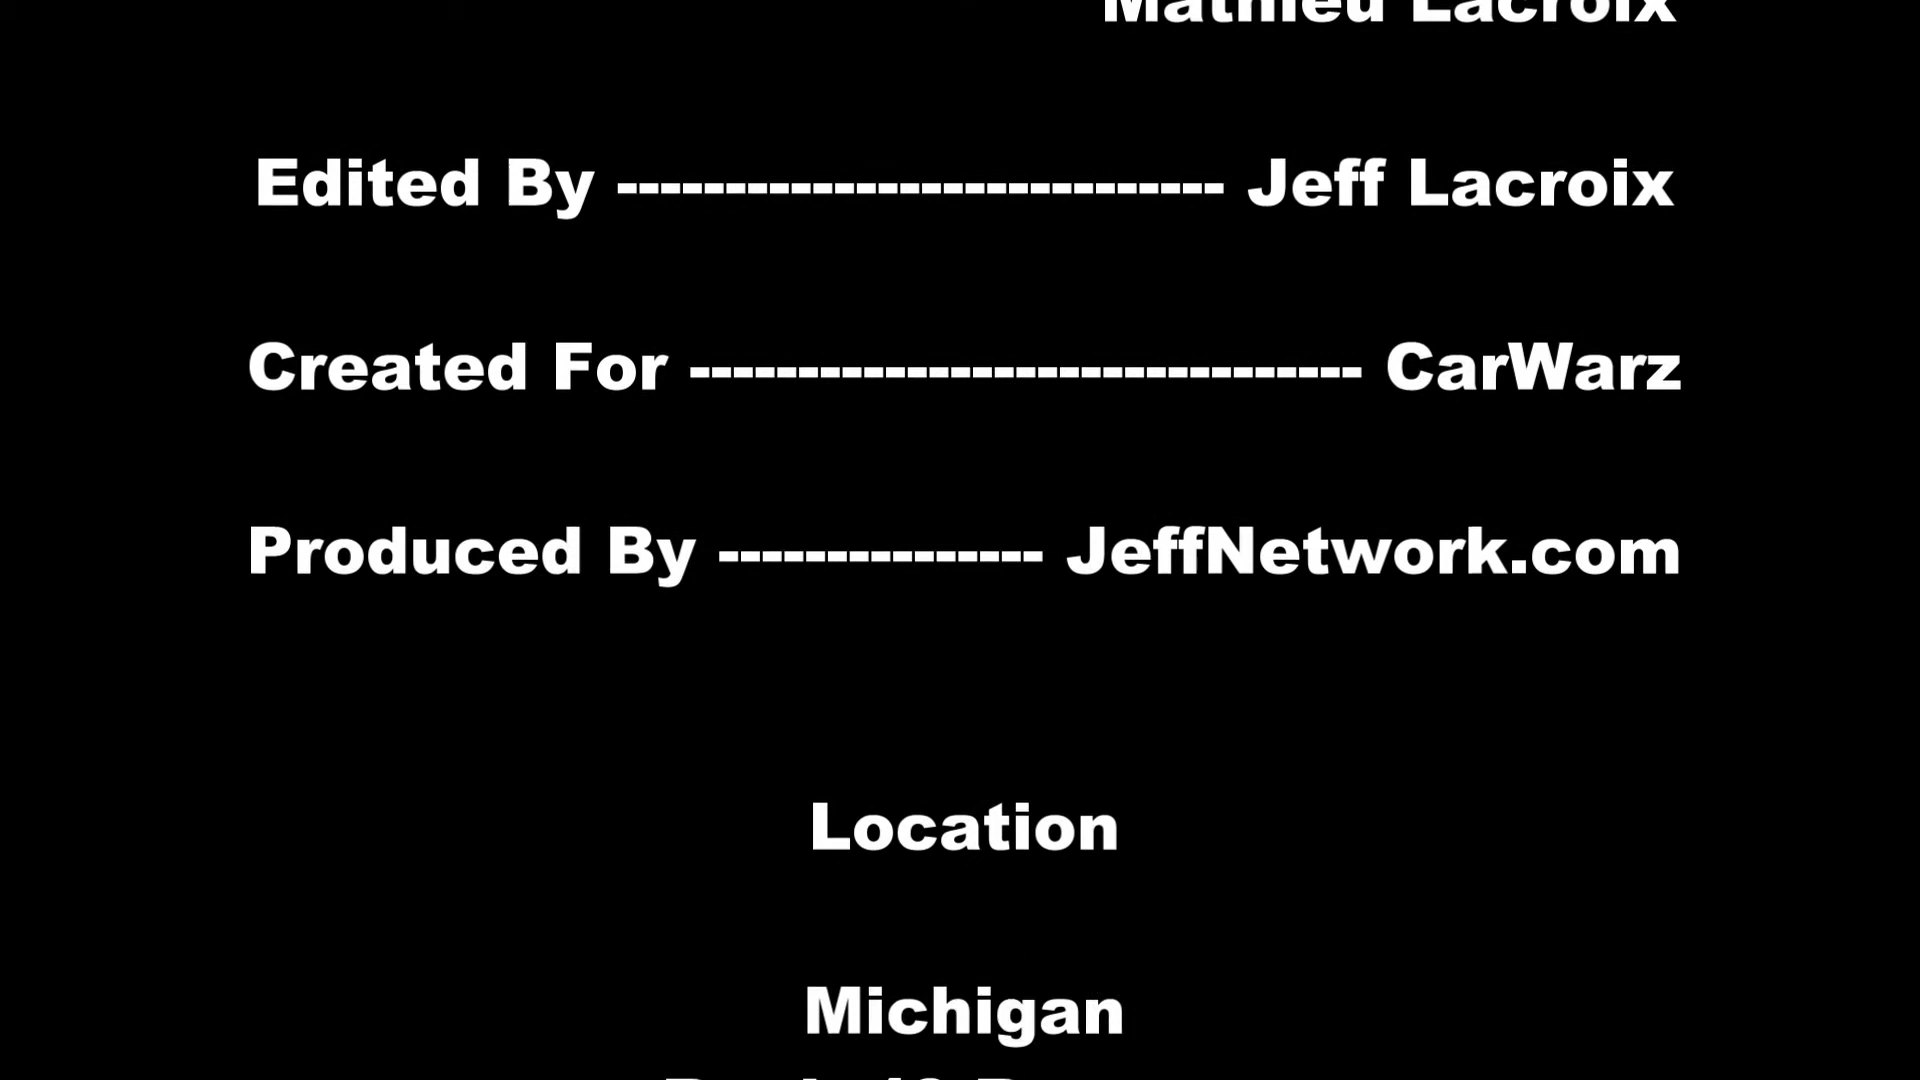 Mathieu Lacroix
Edited By ---------------------------- Jeff Lacroix
Created For ------------------------------- CarWarz
Produced By --------------- JeffNetwork.com
Location
Michigan